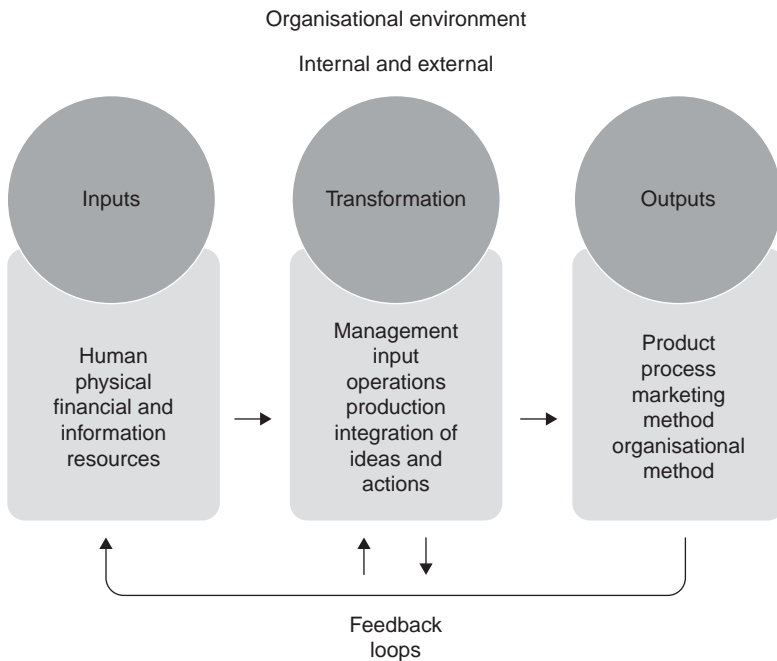 Organisational environment
Internal and external
Inputs
Transformation
Outputs
Human
physical
financial and
information
resources
Management
input
operations
production
integration of
ideas and
actions
Product
process
marketing
method
organisational
method
Feedback
loops